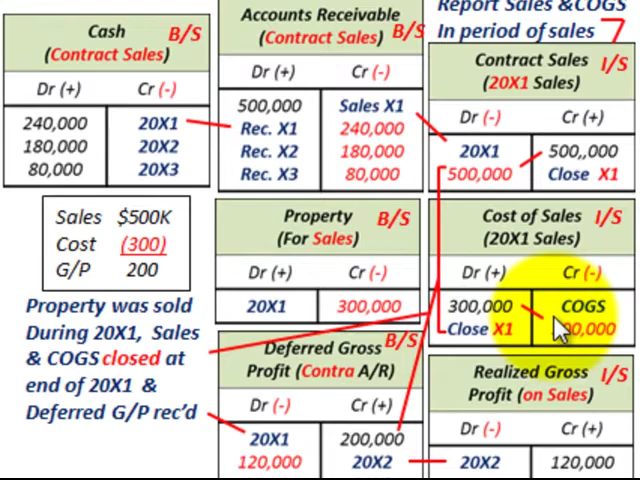 Report Sales &COGS
In period of sales
Cash B/S
(Contract Sales)
Dr (+) Cr (-)
240,000 20X1
180,000 20X2
80,000 20X3
Accounts Receivable
(Contract Sales) B/S
Dr (+) Cr (-)
500,000 Sales X1
Rec. X1 240,000
Rec. X2 180,000
Rec. X3 80,000
Contract Sales I/S
(20X1 Sales)
Dr (-) Cr (+)
20X1 500,,000
500,000 Close X1
Sales $500K
Cost (300)
G/P 200
Property B/S
(For Sales)
Dr (+) Cr (-)
20X1 300,000
Cost of Sales I/S
(20X1 Sales)
Dr (+) Cr (-)
300,000 COGS
Close X1
Property was sold
During 20X1, Sales
& COGS closed at
end of 20X1 &
Deferred G/P rec'd
Deferred Gross B/S
Profit (Contra A/R)
Dr (-) Cr (+)
20X1 200,000
120,000 20X2
Realized Gross I/S
Profit (on Sales)
Dr (-) Cr (+)
20X2 120,000